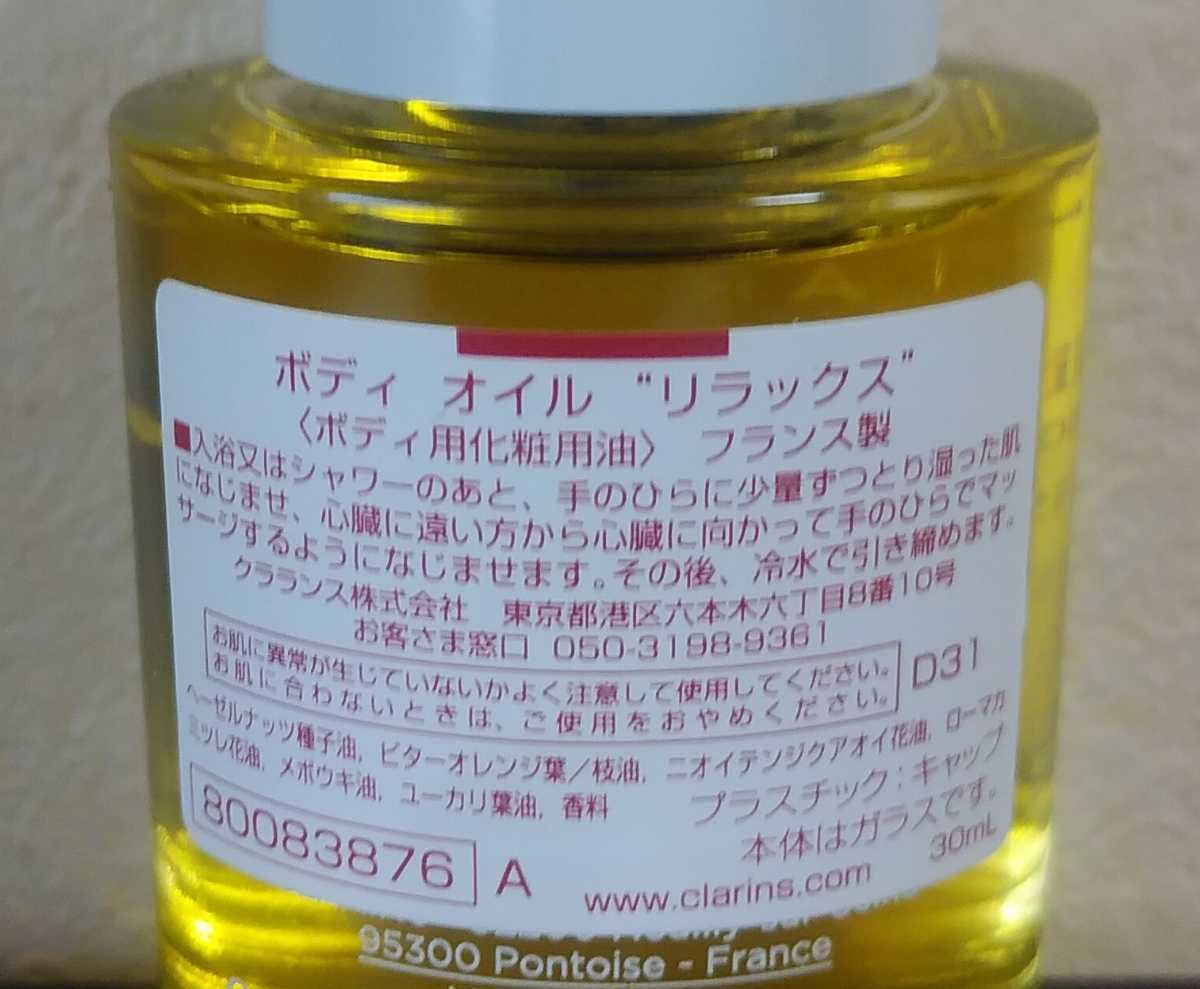 ボディ オイル “リラックス”
〈ボディ用化粧用油〉 フランス製
■入浴又はシャワーのあと、手のひらに少量ずつとり湿った肌
になじませ、心臓に遠い方から心臓に向かって手のひらでマッ
サージするようになじませます。その後、冷水で引き締めます。
クラランス株式会社 東京都港区六本木六丁目8番10号
お客さま窓口 050-3198-9361
お肌に異常が生じていないかよく注意して使用してください。
お肌に合わないときは、ご使用をおやめください。
D31
ヘーゼルナッツ種子油, ビターオレンジ葉/枝油, ニオイテンジクアオイ花油, ローマカ
ミツレ花油, メボウキ油, ユーカリ葉油, 香料
プラスチック:キャップ
本体はガラスです。
80083876 A
30mL
www.clarins.com
95300 Pontoise - France